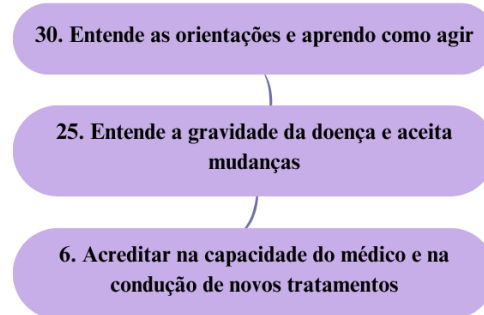 30. Entende as orientações e aprendo como agir
25. Entende a gravidade da doença e aceita
mudanças
6. Acreditar na capacidade do médico e na
condução de novos tratamentos